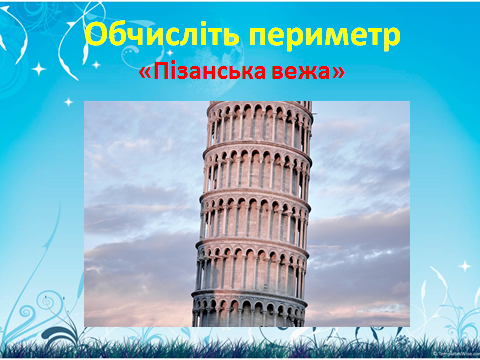 Обчисліть периметр
«Пізанська вежа»